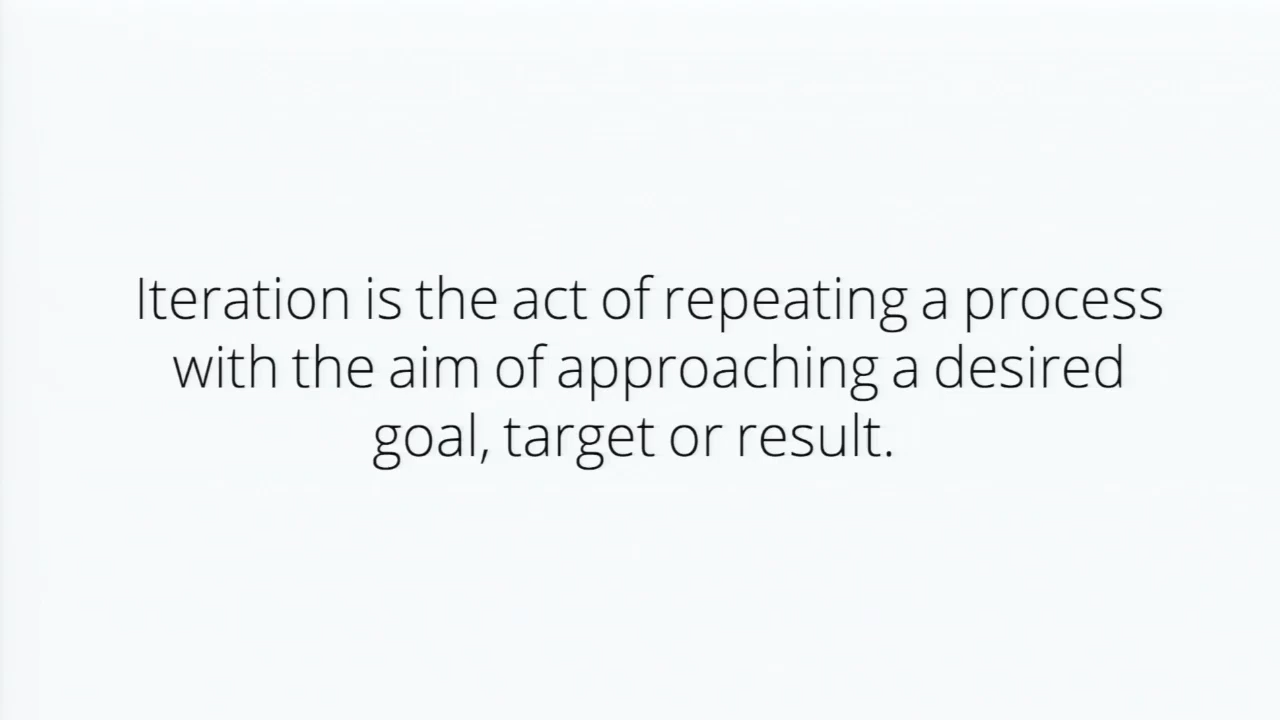 Iteration is the act of repeating a process
with the aim of approaching a desired
goal, target or result.